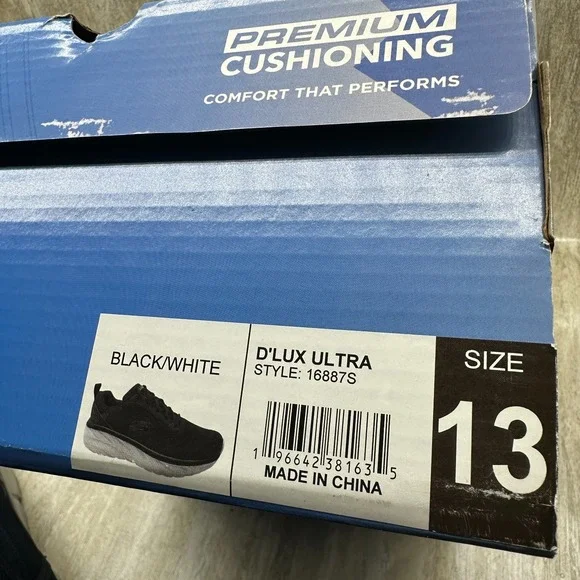 PREMIUM
CUSHIONING
COMFORT THAT PERFORMS
BLACK/WHITE
D'LUX ULTRA
STYLE: 16887S
1 96642 38163 5
MADE IN CHINA
SIZE
13